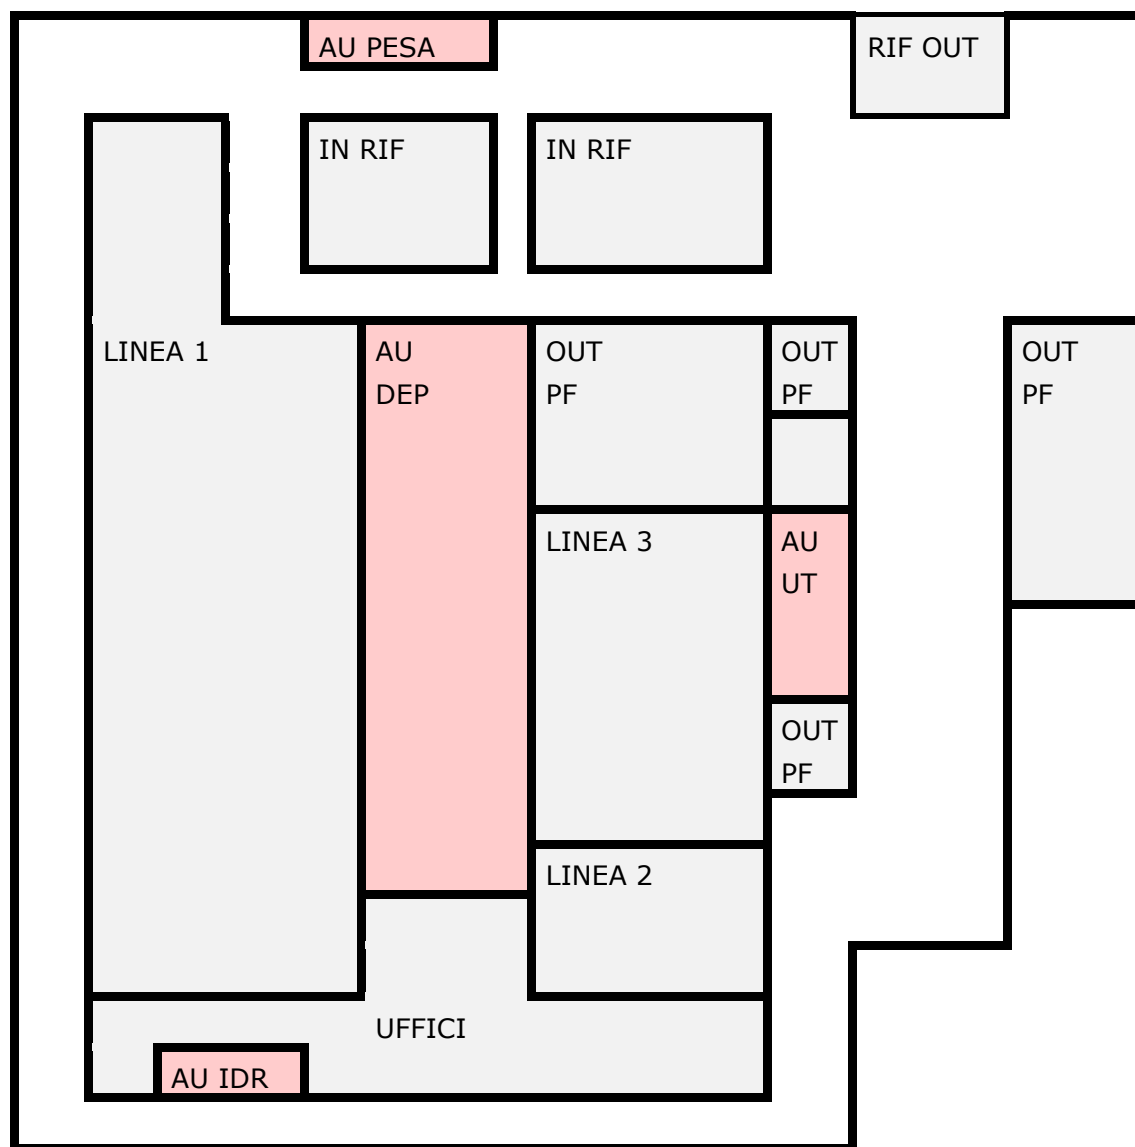 AU PESA
RIF OUT
IN RIF
IN RIF
LINEA 1
AU
DEP
OUT
PF
OUT
PF
OUT
PF
LINEA 3
AU
UT
OUT
PF
LINEA 2
UFFICI
AU IDR